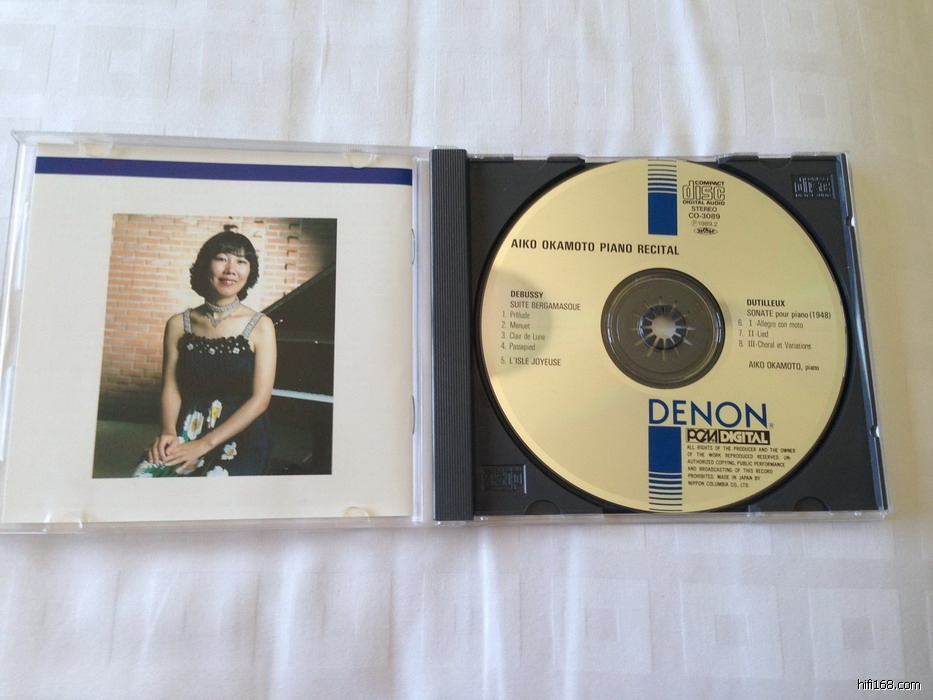 COMPACT
disc
DIGITAL AUDIO
STEREO
CO-3089
℗1989.2
AIKO OKAMOTO PIANO RECITAL
DEBUSSY
SUITE BERGAMASQUE
1. Prélude
2. Menuet
3. Clair de Lune
4. Passapied
5. L'ISLE JOYEUSE
DUTILLEUX
SONATE pour piano (1948)
6. I -Allegro con moto
7. II-Lied
8. III-Choral et Variations
AIKO OKAMOTO, piano
DENON®
PCM DIGITAL
ALL RIGHTS OF THE PRODUCER AND THE OWNER
OF THE WORK REPRODUCED RESERVED. UN-
AUTHORIZED COPYING, PUBLIC PERFORMANCE
AND BROADCASTING OF THIS RECORD
PROHIBITED. MADE IN JAPAN BY
NIPPON COLUMBIA CO., LTD.
hifi168.com